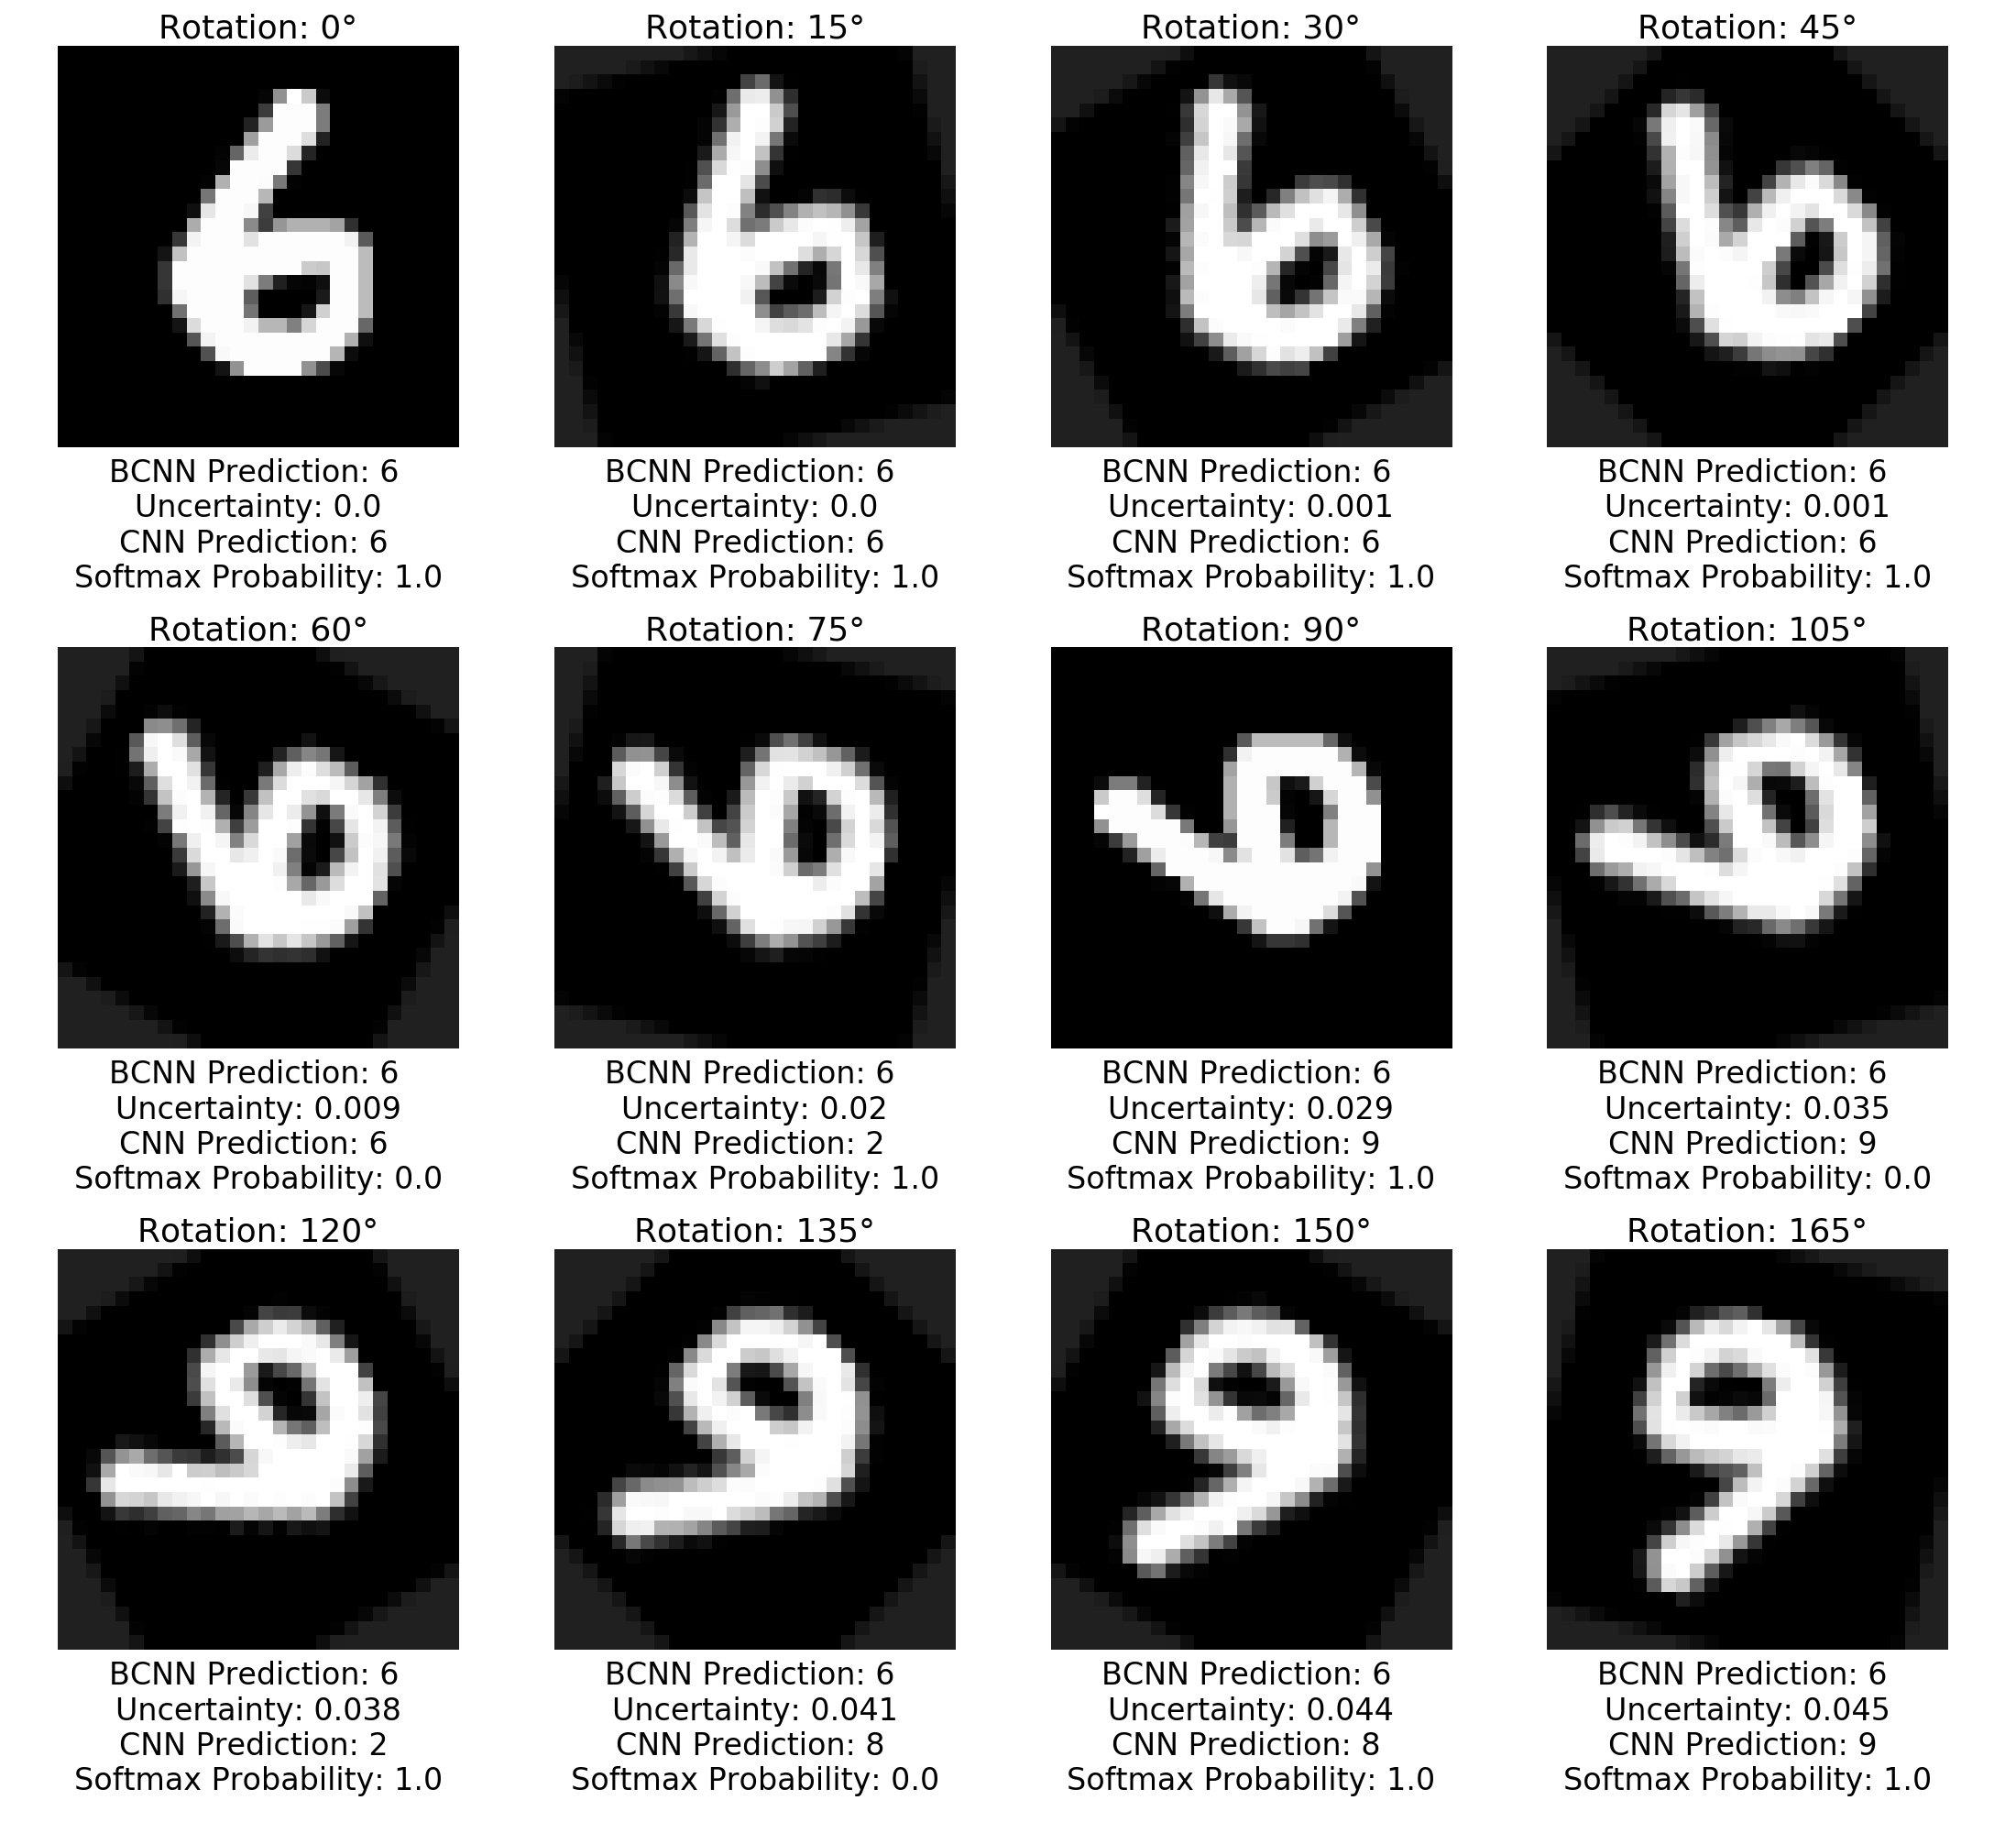 Rotation: 0°
BCNN Prediction: 6
Uncertainty: 0.0
CNN Prediction: 6
Softmax Probability: 1.0
Rotation: 15°
BCNN Prediction: 6
Uncertainty: 0.0
CNN Prediction: 6
Softmax Probability: 1.0
Rotation: 30°
BCNN Prediction: 6
Uncertainty: 0.001
CNN Prediction: 6
Softmax Probability: 1.0
Rotation: 45°
BCNN Prediction: 6
Uncertainty: 0.001
CNN Prediction: 6
Softmax Probability: 1.0
Rotation: 60°
BCNN Prediction: 6
Uncertainty: 0.009
CNN Prediction: 6
Softmax Probability: 0.0
Rotation: 75°
BCNN Prediction: 6
Uncertainty: 0.02
CNN Prediction: 2
Softmax Probability: 1.0
Rotation: 90°
BCNN Prediction: 6
Uncertainty: 0.029
CNN Prediction: 9
Softmax Probability: 1.0
Rotation: 105°
BCNN Prediction: 6
Uncertainty: 0.035
CNN Prediction: 9
Softmax Probability: 0.0
Rotation: 120°
BCNN Prediction: 6
Uncertainty: 0.038
CNN Prediction: 2
Softmax Probability: 1.0
Rotation: 135°
BCNN Prediction: 6
Uncertainty: 0.041
CNN Prediction: 8
Softmax Probability: 0.0
Rotation: 150°
BCNN Prediction: 6
Uncertainty: 0.044
CNN Prediction: 8
Softmax Probability: 1.0
Rotation: 165°
BCNN Prediction: 6
Uncertainty: 0.045
CNN Prediction: 9
Softmax Probability: 1.0